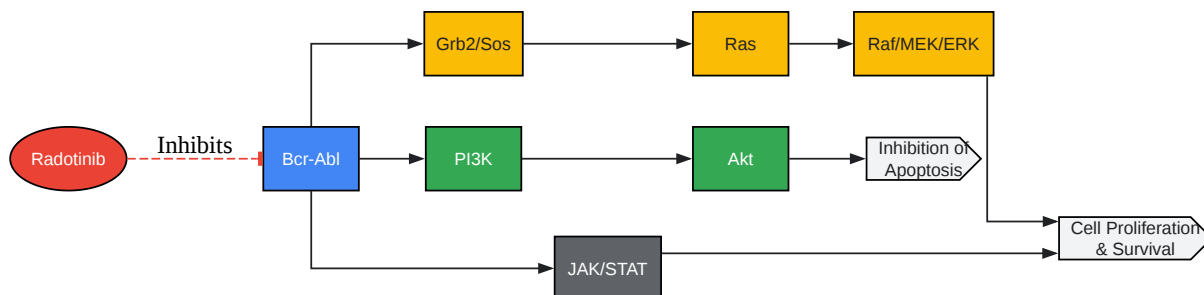 Grb2/Sos
Ras
Raf/MEK/ERK
Radotinib
Inhibits
Bcr-Abl
PI3K
Akt
Inhibition of
Apoptosis
JAK/STAT
Cell Proliferation
& Survival